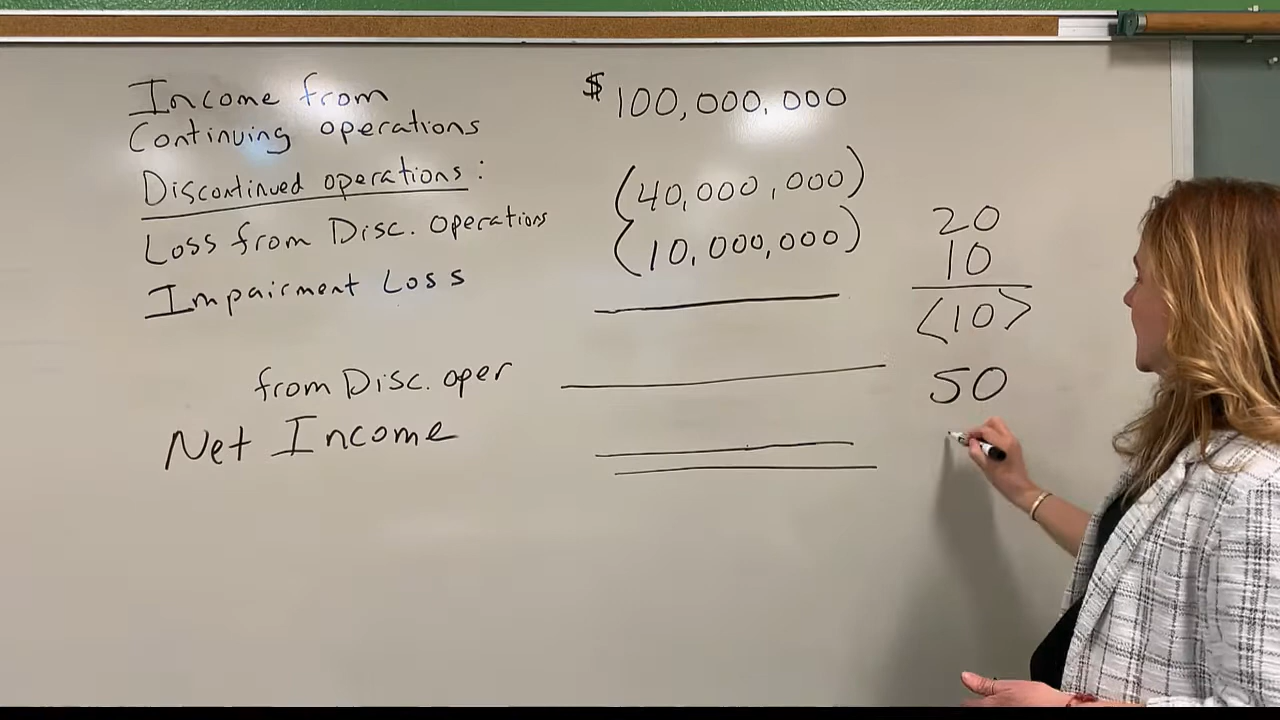 Income from $ 100,000,000
Continuing operations
Discontinued operations: (40,000,000)
Loss from Disc. operations (10,000,000)
Impairment Loss
from Disc. oper
Net Income
20
10
<10>
50